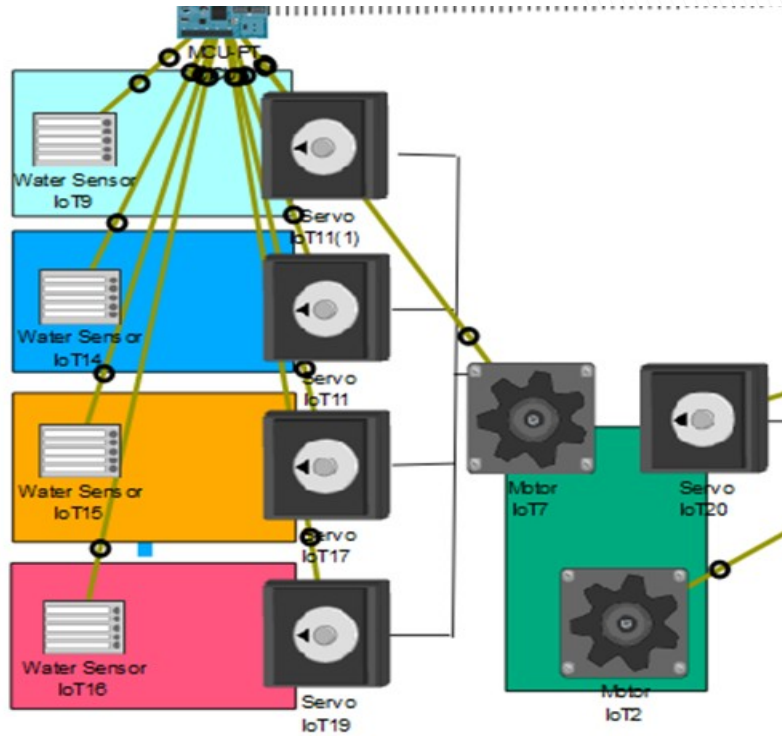 MCU-PT
Water Sensor
IoT9
Servo
IoT11(1)
Water Sensor
IoT14
Servo
IoT11
Water Sensor
IoT15
Servo
IoT17
Water Sensor
IoT16
Servo
IoT19
Motor
IoT7
Servo
IoT20
Motor
IoT2